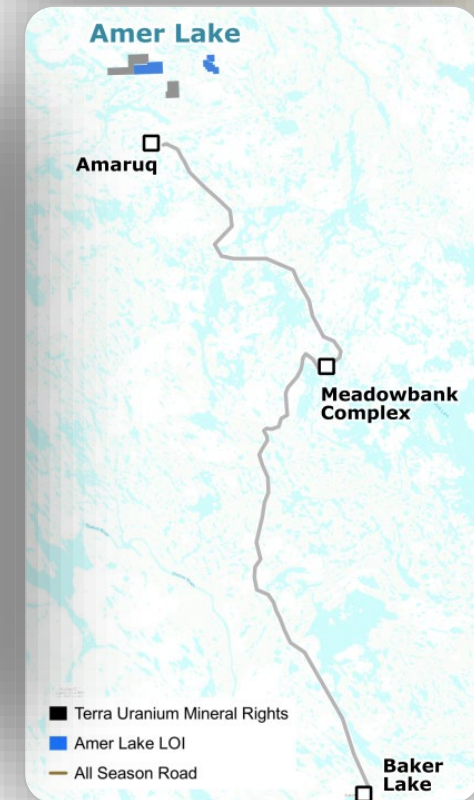 Amer Lake
Amaruq
Meadowbank
Complex
Terra Uranium Mineral Rights
Amer Lake LOI
All Season Road
Baker
Lake